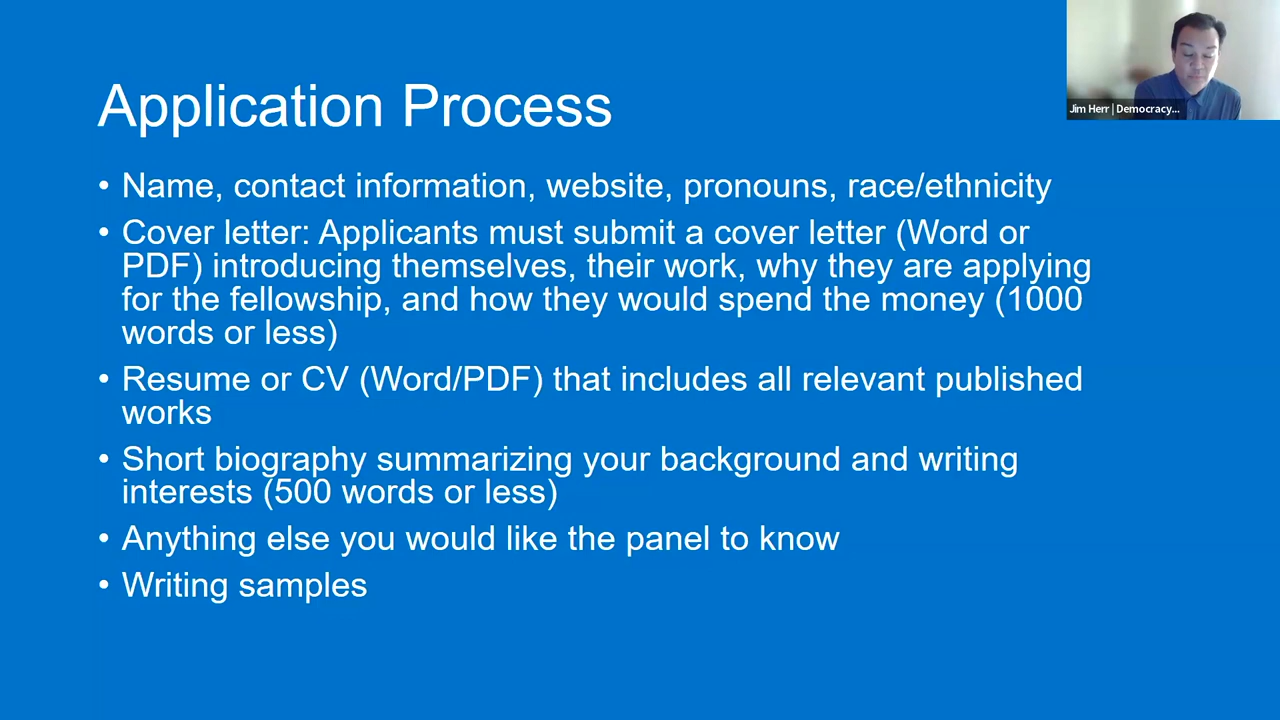 Application Process
• Name, contact information, website, pronouns, race/ethnicity
• Cover letter: Applicants must submit a cover letter (Word or
PDF) introducing themselves, their work, why they are applying
for the fellowship, and how they would spend the money (1000
words or less)
• Resume or CV (Word/PDF) that includes all relevant published
works
• Short biography summarizing your background and writing
interests (500 words or less)
• Anything else you would like the panel to know
• Writing samples
Jim Herr | Democracy...